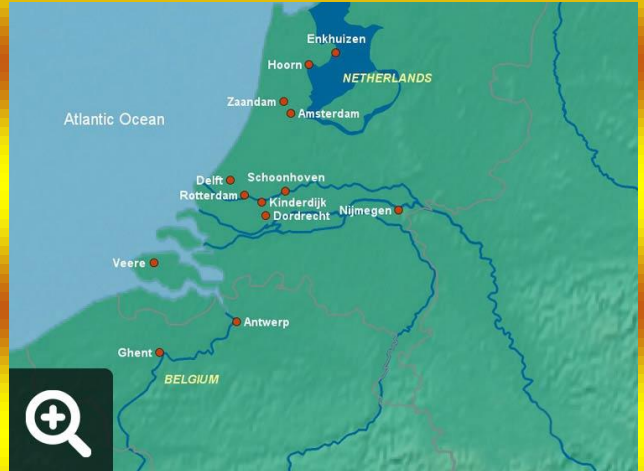 Enkhuizen
Hoorn
NETHERLANDS
Zaandam
Amsterdam
Atlantic Ocean
Delft
Schoonhoven
Rotterdam
Kinderdijk
Nijmegen
Dordrecht
Veere
Antwerp
Ghent
BELGIUM